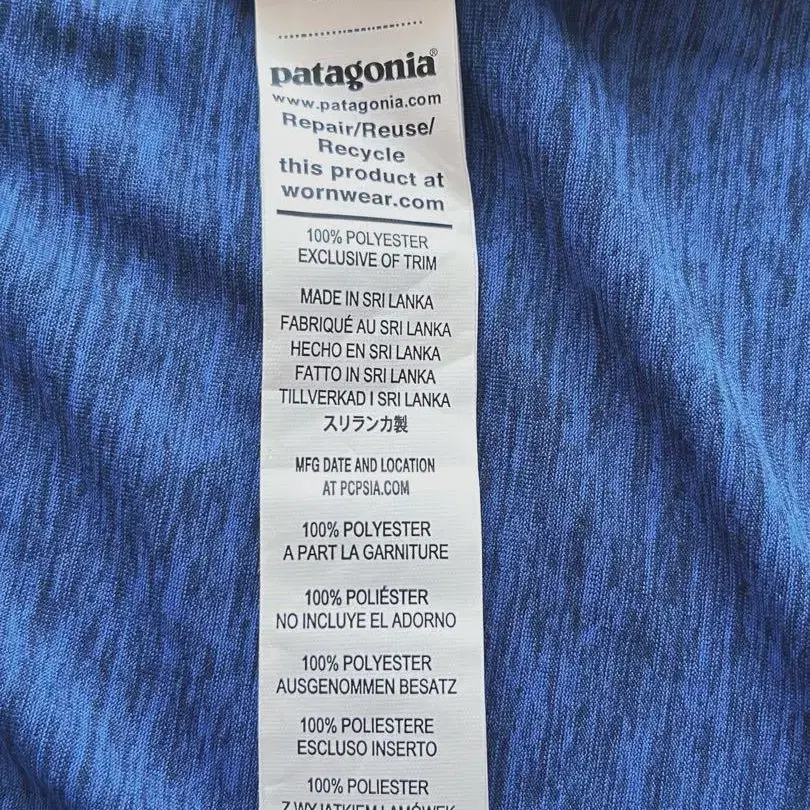 patagonia®
www.patagonia.com
Repair/Reuse/
Recycle
this product at
wornwear.com
100% POLYESTER
EXCLUSIVE OF TRIM
MADE IN SRI LANKA
FABRIQUÉ AU SRI LANKA
HECHO EN SRI LANKA
FATTO IN SRI LANKA
TILLVERKAD I SRI LANKA
スリランカ製
MFG DATE AND LOCATION
AT PCPSIA.COM
100% POLYESTER
A PART LA GARNITURE
100% POLIÉSTER
NO INCLUYE EL ADORNO
100% POLYESTER
AUSGENOMMEN BESATZ
100% POLIESTERE
ESCLUSO INSERTO
100% POLIESTER
Z WYJĄTKIEM LAMÓWEK